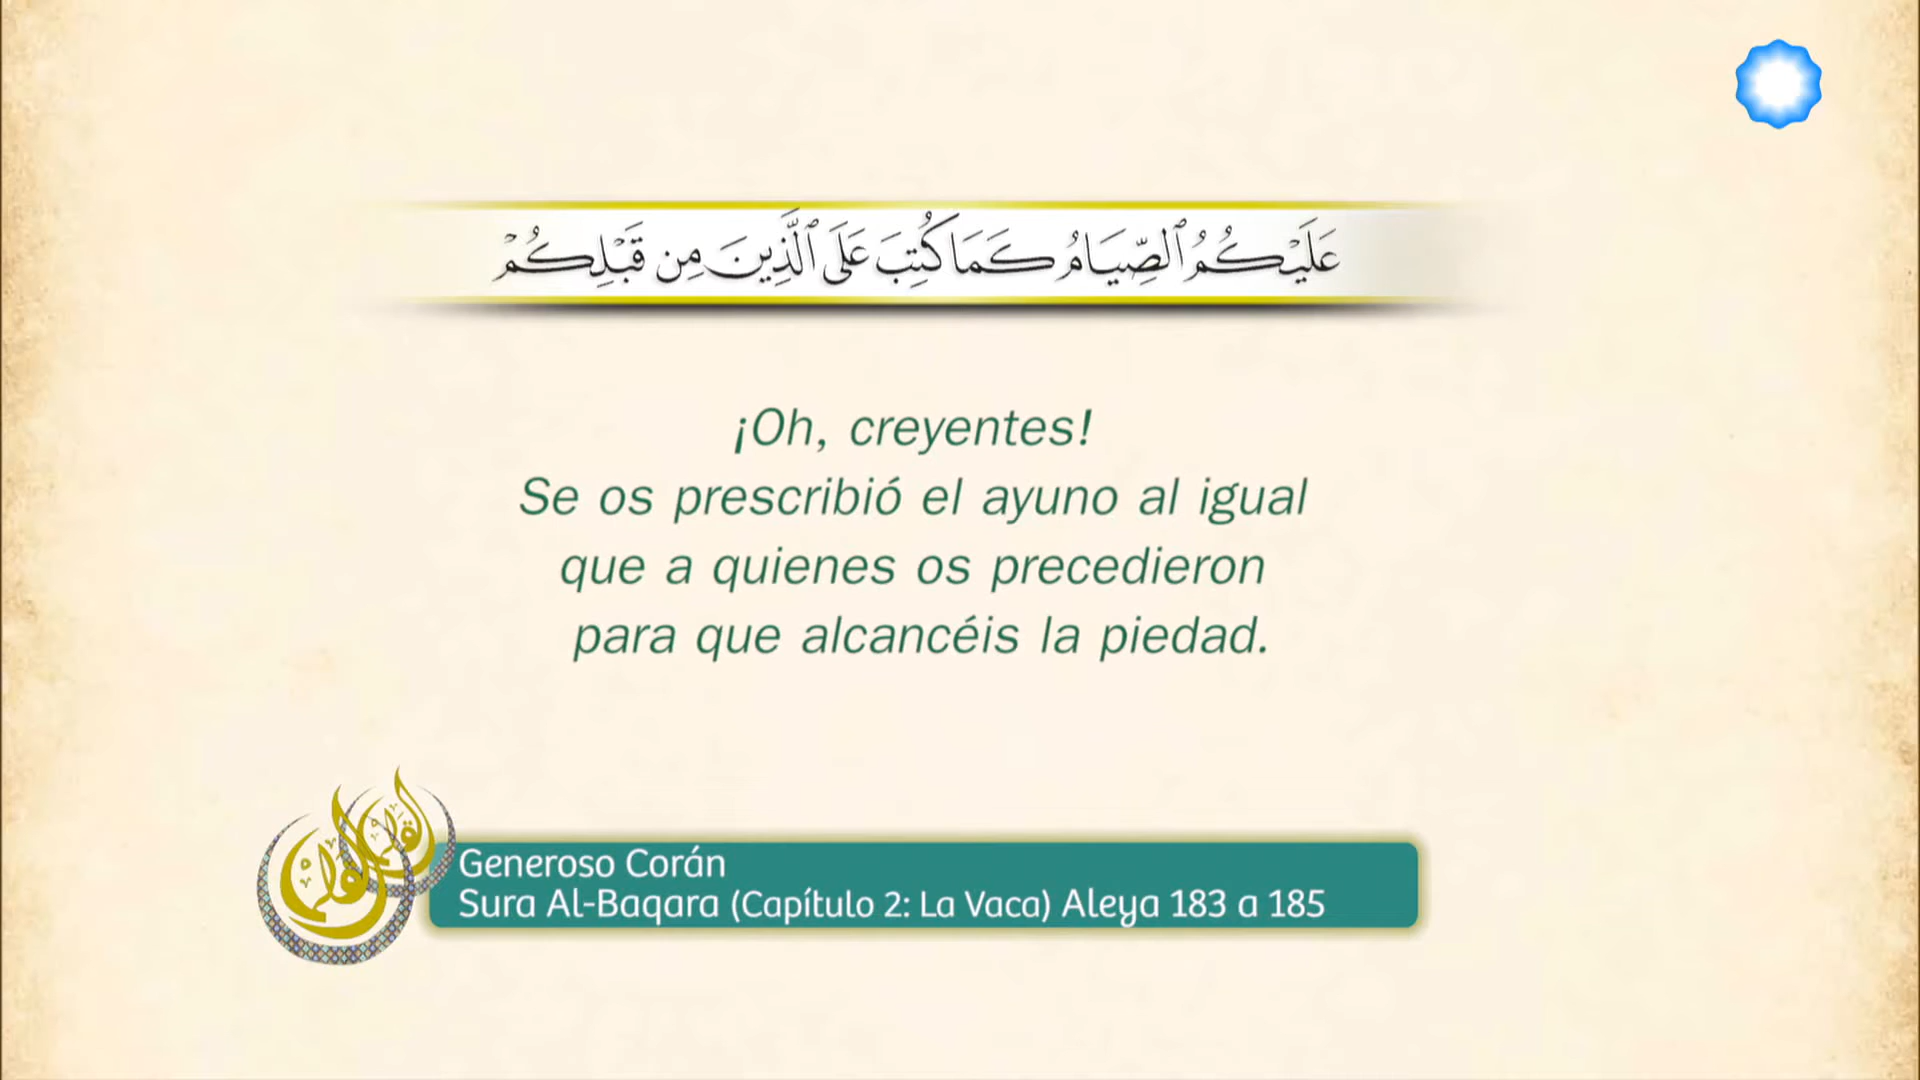 عَلَيْكُمُ ٱلصِّيَامُ كَمَا كُتِبَ عَلَى ٱلَّذِينَ مِن قَبْلِكُمْ
¡Oh, creyentes!
Se os prescribió el ayuno al igual
que a quienes os precedieron
para que alcancéis la piedad.
Generoso Corán
Sura Al-Baqara (Capítulo 2: La Vaca) Aleya 183 a 185